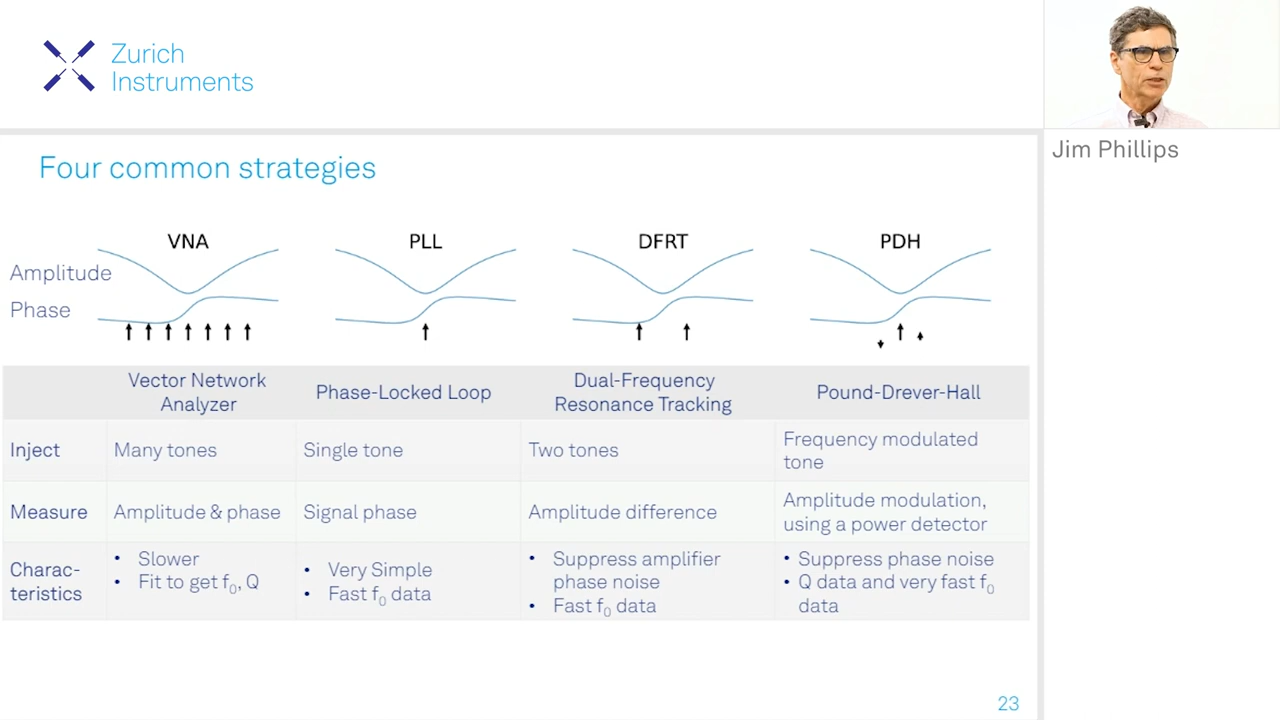 Zurich
Instruments
Jim Phillips
Four common strategies
VNA PLL DFRT PDH
Amplitude
Phase
Vector Network
Analyzer
Phase-Locked Loop
Dual-Frequency
Resonance Tracking
Pound-Drever-Hall
Inject
Many tones
Single tone
Two tones
Frequency modulated
tone
Measure
Amplitude & phase
Signal phase
Amplitude difference
Amplitude modulation,
using a power detector
Charac-
teristics
• Slower
• Fit to get f0, Q
• Very Simple
• Fast f0 data
• Suppress amplifier
phase noise
• Fast f0 data
• Suppress phase noise
• Q data and very fast f0
data
23